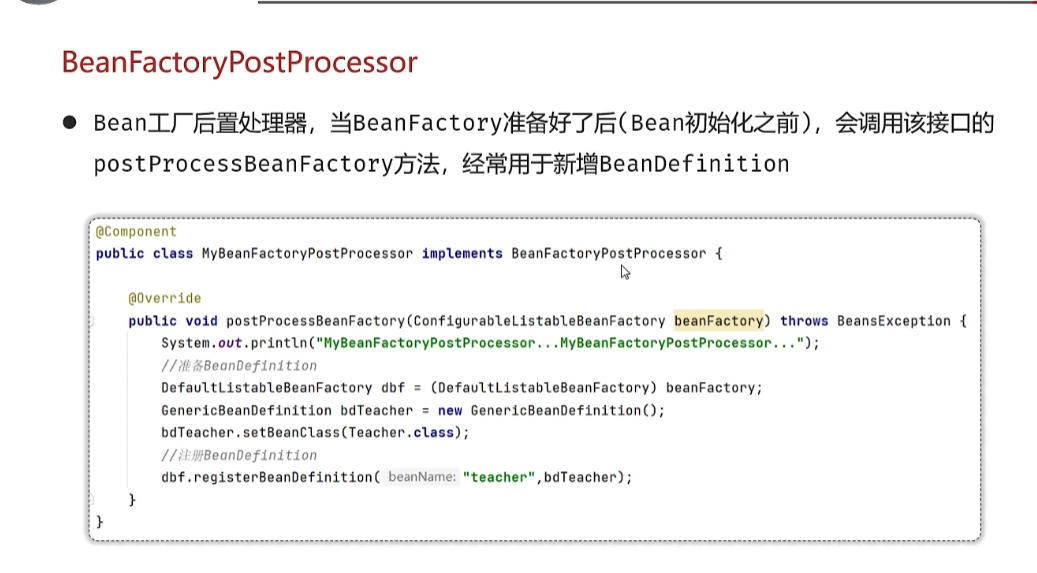 BeanFactoryPostProcessor
● Bean工厂后置处理器，当BeanFactory准备好了后(Bean初始化之前)，会调用该接口的
postProcessBeanFactory方法，经常用于新增BeanDefinition
@Component
public class MyBeanFactoryPostProcessor implements BeanFactoryPostProcessor {
@Override
public void postProcessBeanFactory(ConfigurableListableBeanFactory beanFactory) throws BeansException {
System.out.println("MyBeanFactoryPostProcessor...MyBeanFactoryPostProcessor...");
//准备BeanDefinition
DefaultListableBeanFactory dbf = (DefaultListableBeanFactory) beanFactory;
GenericBeanDefinition bdTeacher = new GenericBeanDefinition();
bdTeacher.setBeanClass(Teacher.class);
//注册BeanDefinition
dbf.registerBeanDefinition( beanName: "teacher",bdTeacher);
}
}